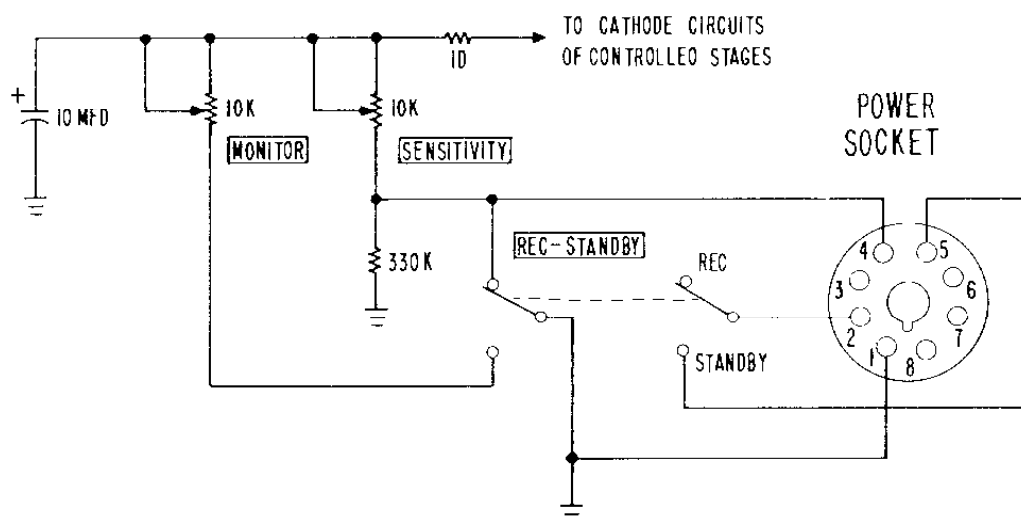 TO CATHODE CIRCUITS
OF CONTROLLEO STAGES
10
+
10 MFD
10K
10K
MONITOR
SENSITIVITY
POWER
SOCKET
REC-STANDBY
330K
REC
STANDBY
4
5
3
6
2
7
1
8